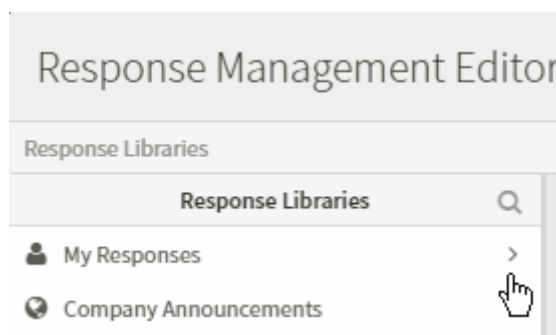 Response Management Editor
Response Libraries
Response Libraries
My Responses
Company Announcements